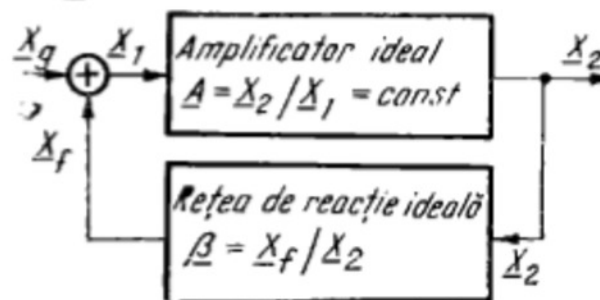 X_g X_1 Amplificator ideal X_2
A = X_2 / X_1 = const
X_f
Rețea de reacție ideală
β = X_f / X_2
X_2